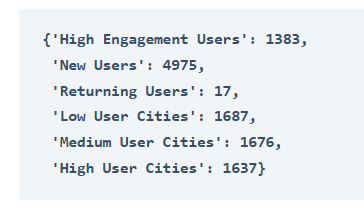 {'High Engagement Users': 1383,
'New Users': 4975,
'Returning Users': 17,
'Low User Cities': 1687,
'Medium User Cities': 1676,
'High User Cities': 1637}